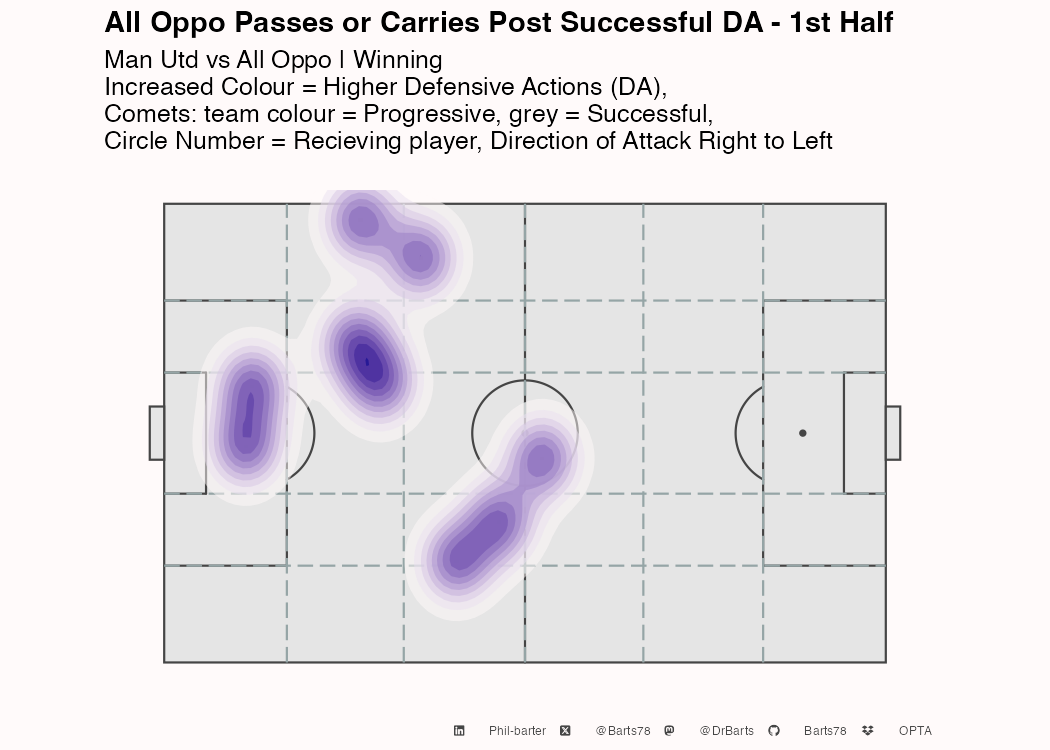 All Oppo Passes or Carries Post Successful DA - 1st Half
Man Utd vs All Oppo | Winning
Increased Colour = Higher Defensive Actions (DA),
Comets: team colour = Progressive, grey = Successful,
Circle Number = Recieving player, Direction of Attack Right to Left
Phil-barter @Barts78 @DrBarts Barts78 OPTA